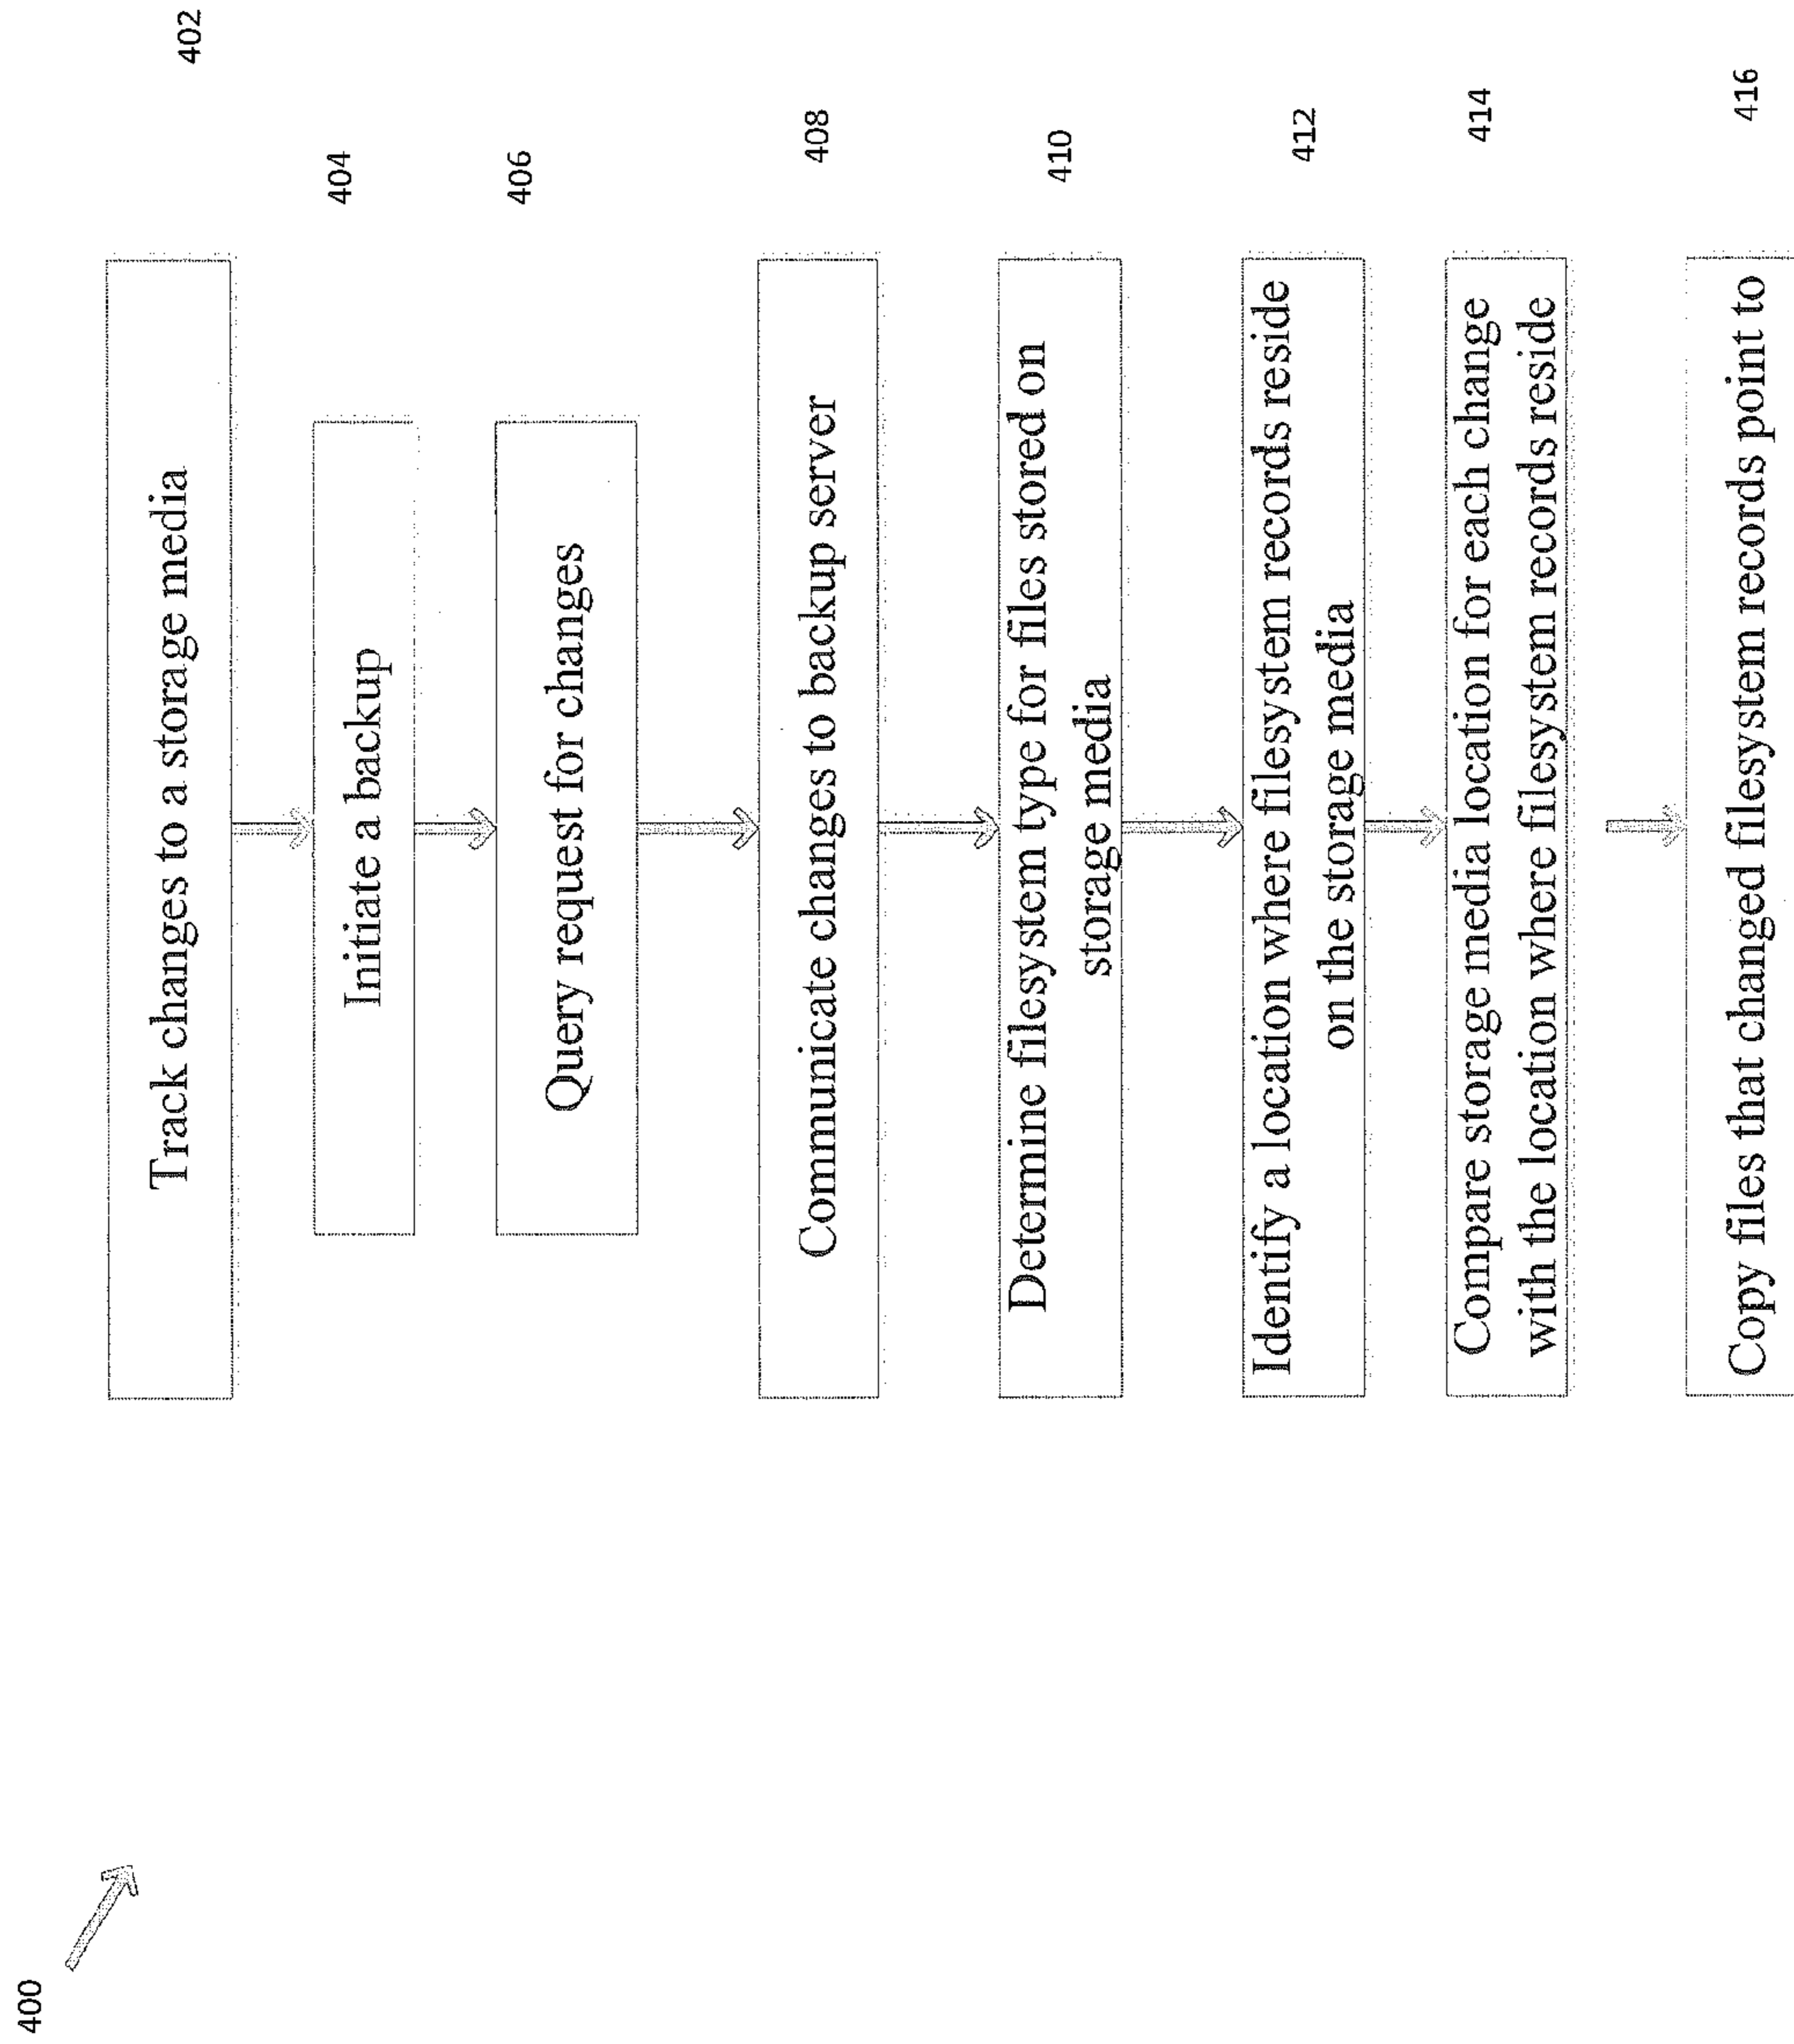 400
402
Track changes to a storage media
404
Initiate a backup
406
Query request for changes
408
Communicate changes to backup server
410
Determine filesystem type for files stored on
storage media
412
Identify a location where filesystem records reside
on the storage media
414
Compare storage media location for each change
with the location where filesystem records reside
416
Copy files that changed filesystem records point to